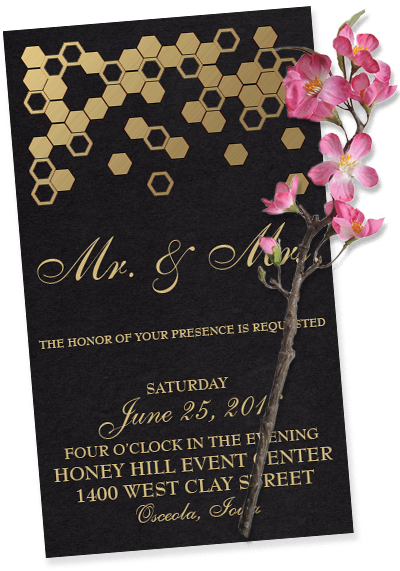 Mr. & Mrs.
THE HONOR OF YOUR PRESENCE IS REQUESTED
SATURDAY
June 25,
FOUR O'CLOCK IN THE EVENING
HONEY HILL EVENT CENTER
1400 WEST CLAY STREET
Osceola, Iowa